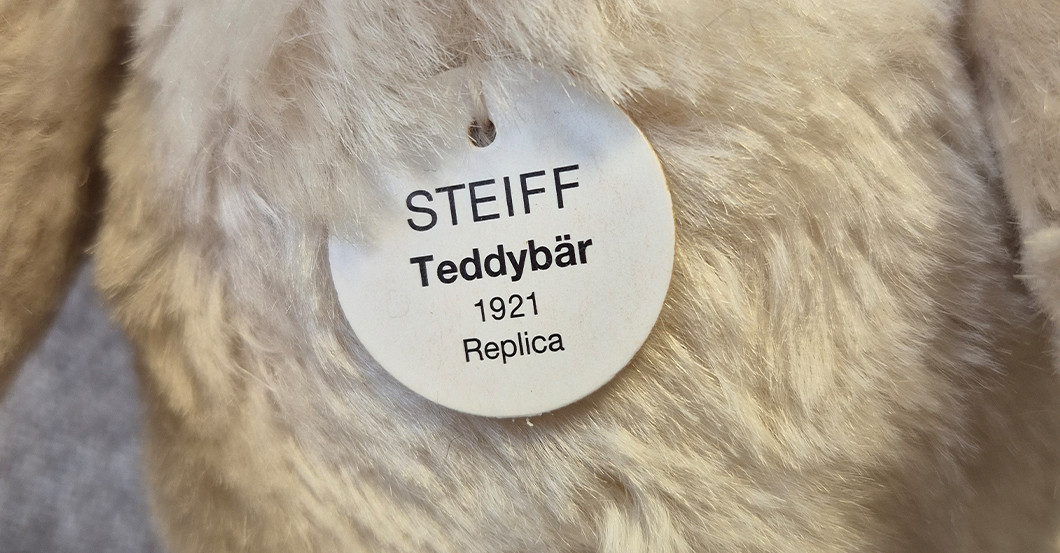 STEIFF
Teddybär
1921
Replica